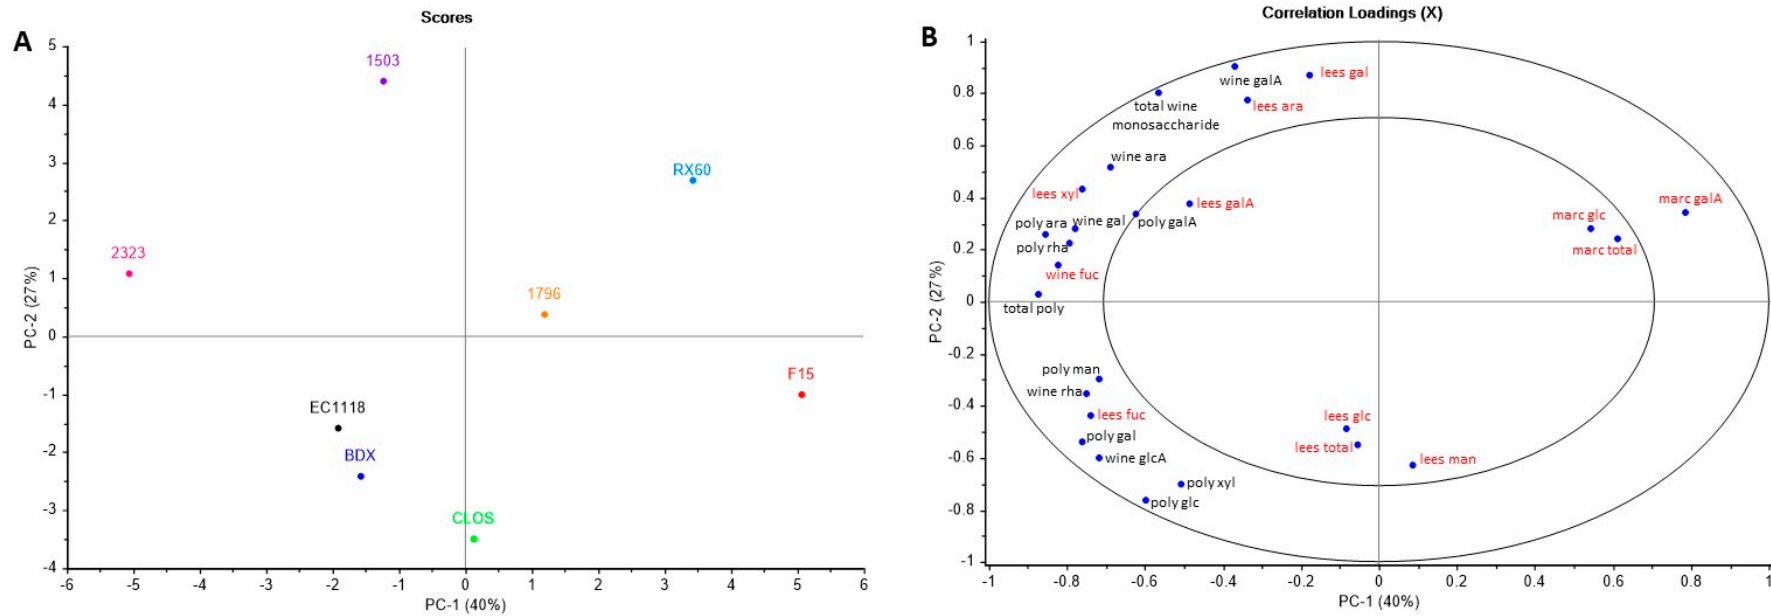 A
Scores
5
4
3
2
1
0
-1
-2
-3
-4
PC-2 (27%)
-6
-5
-4
-3
-2
-1
0
1
2
3
4
5
6
PC-1 (40%)
1503
RX60
2323
1796
F15
EC1118
BDX
CLOS
B
Correlation Loadings (X)
1
0.8
0.6
0.4
0.2
0
-0.2
-0.4
-0.6
-0.8
-1
PC-2 (27%)
-1
-0.8
-0.6
-0.4
-0.2
0
0.2
0.4
0.6
0.8
1
PC-1 (40%)
wine galA
lees gal
total wine
monosaccharide
lees ara
wine ara
lees xyl
lees galA
poly ara
wine gal
poly galA
poly rha
wine fuc
total poly
marc galA
marc glc
marc total
poly man
wine rha
lees fuc
poly gal
wine glcA
poly xyl
poly glc
lees glc
lees total
lees man